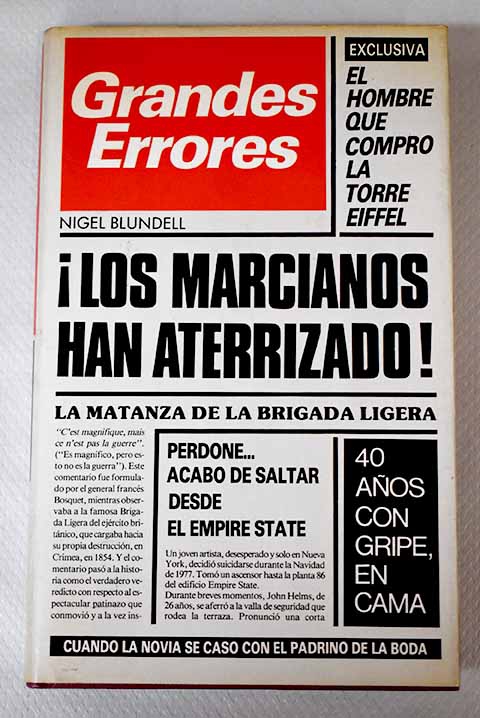 Grandes
Errores
NIGEL BLUNDELL
EXCLUSIVA
EL
HOMBRE
QUE
COMPRO
LA
TORRE
EIFFEL
¡LOS MARCIANOS
HAN ATERRIZADO!
LA MATANZA DE LA BRIGADA LIGERA
"C'est magnifique, mais
ce n'est pas la guerre".
("Es magnífico, pero es-
to no es la guerra"). Este
comentario fue formula-
do por el general francés
Bosquet, mientras obser-
vaba a la famosa Briga-
da Ligera del ejército bri-
tánico, que cargaba hacia
su propia destrucción, en
Crimea, en 1854. Y el co-
mentario pasó a la histo-
ria como el verdadero ve-
redicto con respecto al es-
pectacular patinazo que
conmovió y a la vez ins-
PERDONE...
ACABO DE SALTAR
DESDE
EL EMPIRE STATE
Un joven artista, desesperado y solo en Nueva
York, decidió suicidarse durante la Navidad
de 1977. Tomó un ascensor hasta la planta 86
del edificio Empire State.
Durante breves momentos, John Helms, de
26 años, se aferró a la valla de seguridad que
rodea la terraza. Pronunció una corta
40
AÑOS
CON
GRIPE,
EN
CAMA
CUANDO LA NOVIA SE CASO CON EL PADRINO DE LA BODA